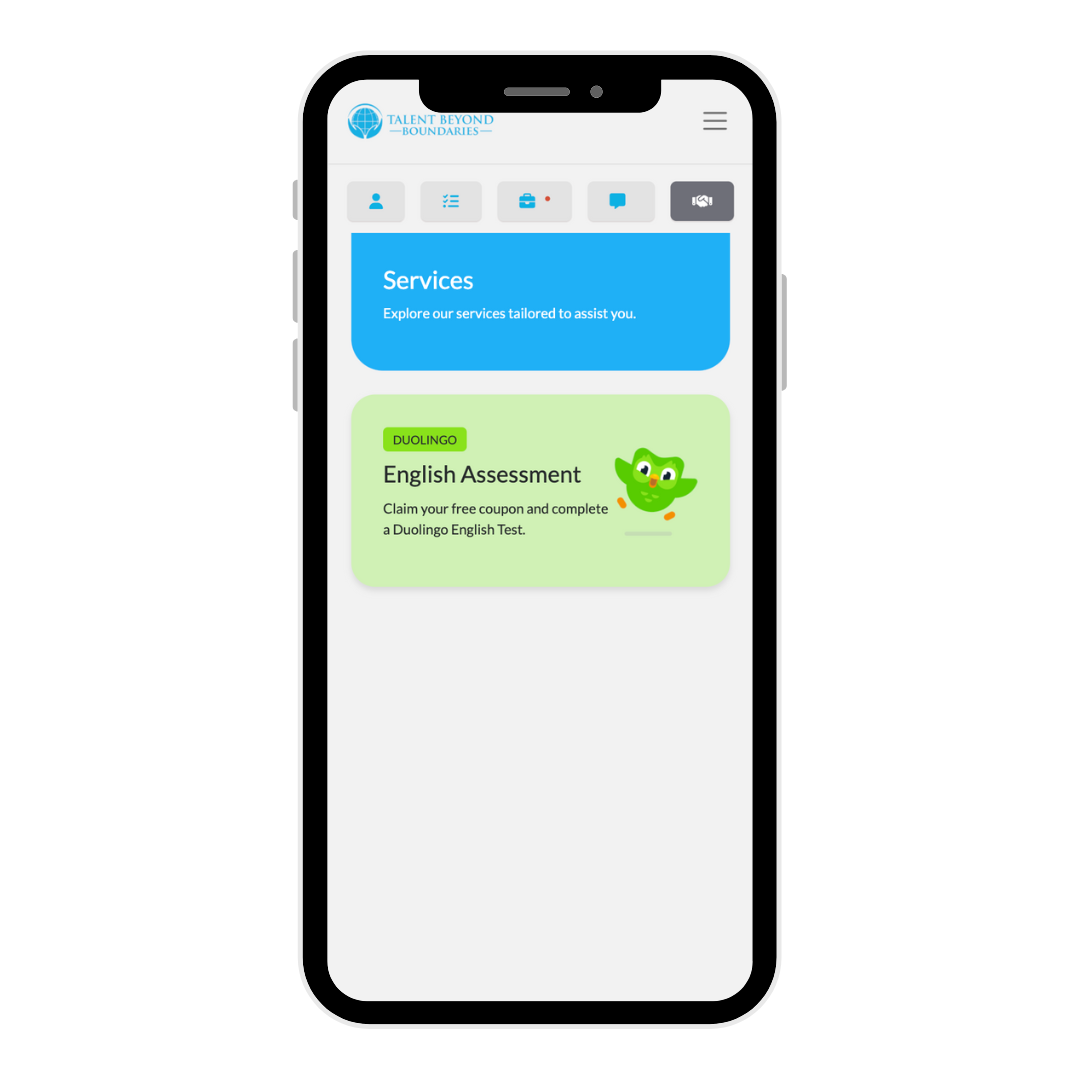 TALENT BEYOND
—BOUNDARIES—
Services
Explore our services tailored to assist you.
DUOLINGO
English Assessment
Claim your free coupon and complete
a Duolingo English Test.